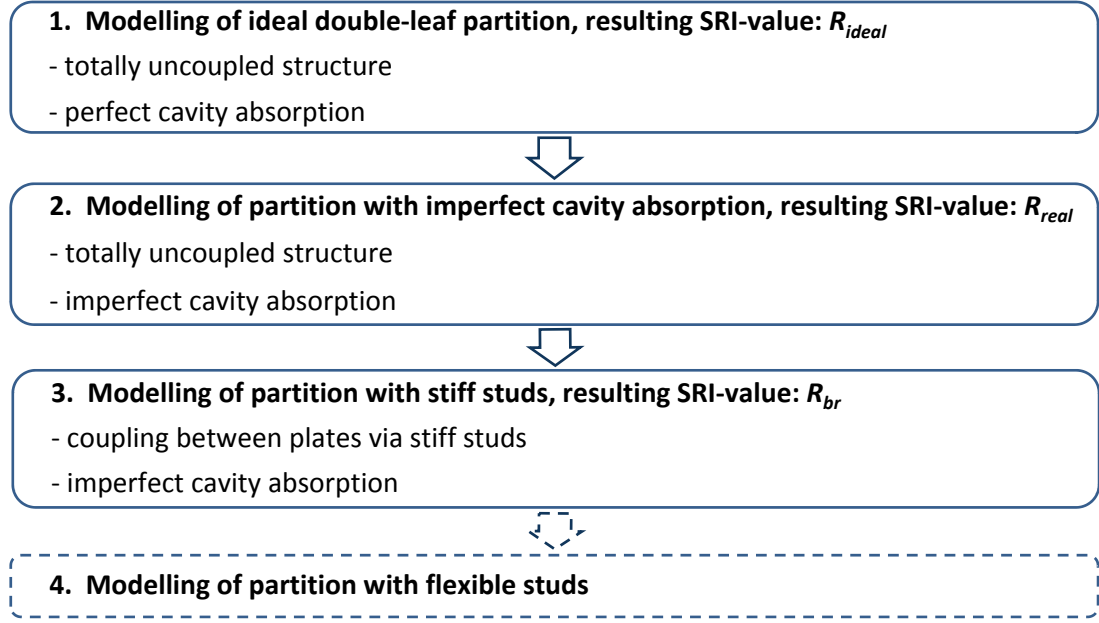 1. Modelling of ideal double-leaf partition, resulting SRI-value: R_ideal
- totally uncoupled structure
- perfect cavity absorption
2. Modelling of partition with imperfect cavity absorption, resulting SRI-value: R_real
- totally uncoupled structure
- imperfect cavity absorption
3. Modelling of partition with stiff studs, resulting SRI-value: R_br
- coupling between plates via stiff studs
- imperfect cavity absorption
4. Modelling of partition with flexible studs